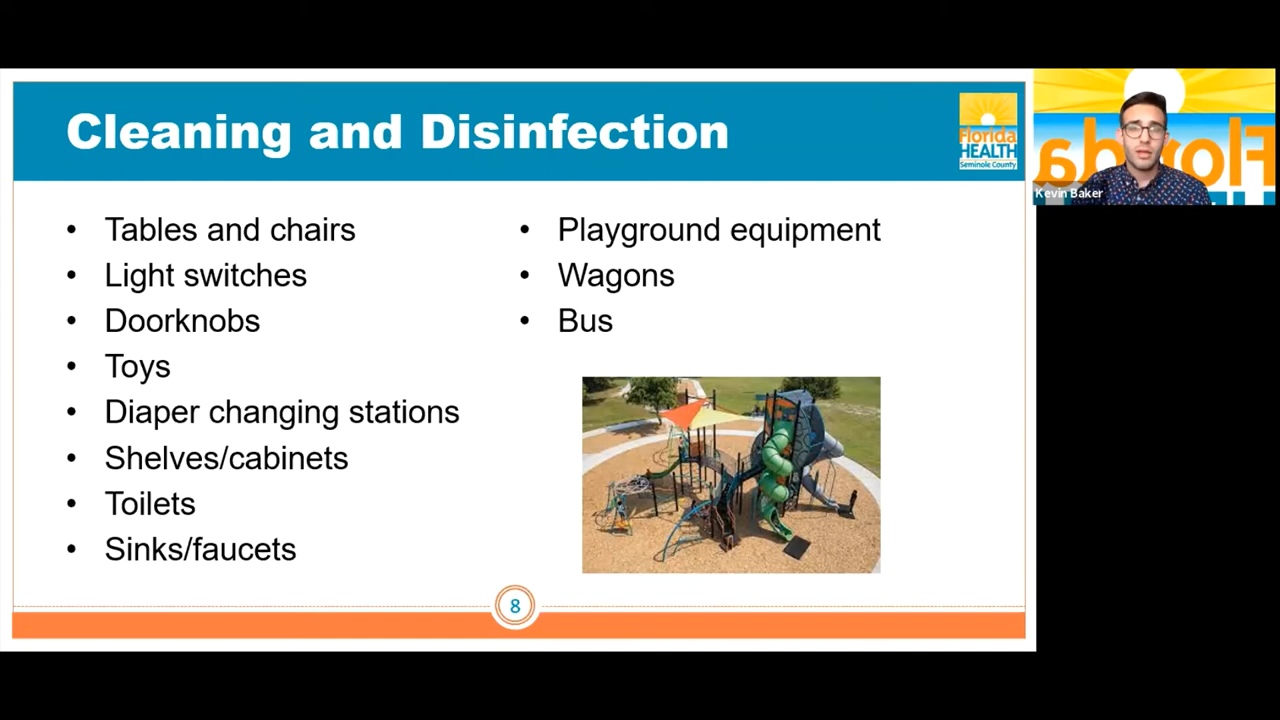 Cleaning and Disinfection
Florida
HEALTH
Seminole County
• Tables and chairs
• Light switches
• Doorknobs
• Toys
• Diaper changing stations
• Shelves/cabinets
• Toilets
• Sinks/faucets
• Playground equipment
• Wagons
• Bus
8
Florida
Kevin Baker